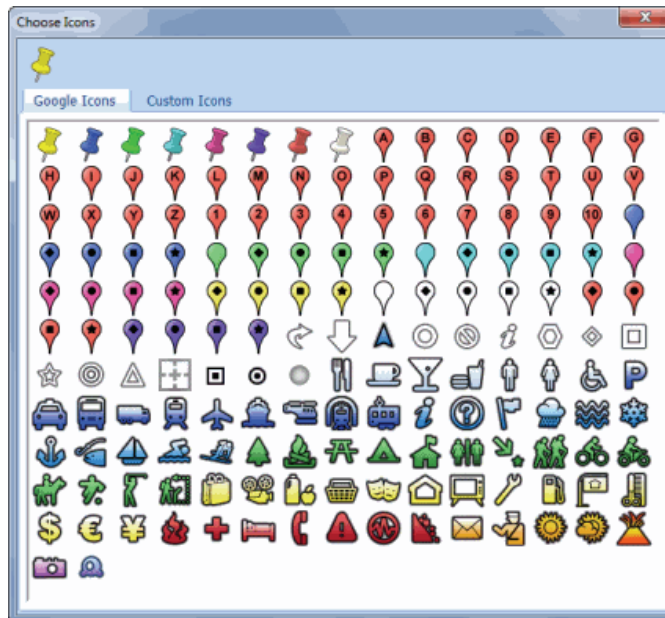 Choose Icons
Google Icons Custom Icons
A B C D E F G
H I J K L M N O P Q R S T U V
W X Y Z 1 2 3 4 5 6 7 8 9 10
i
P
i ?
$ € ¥ !